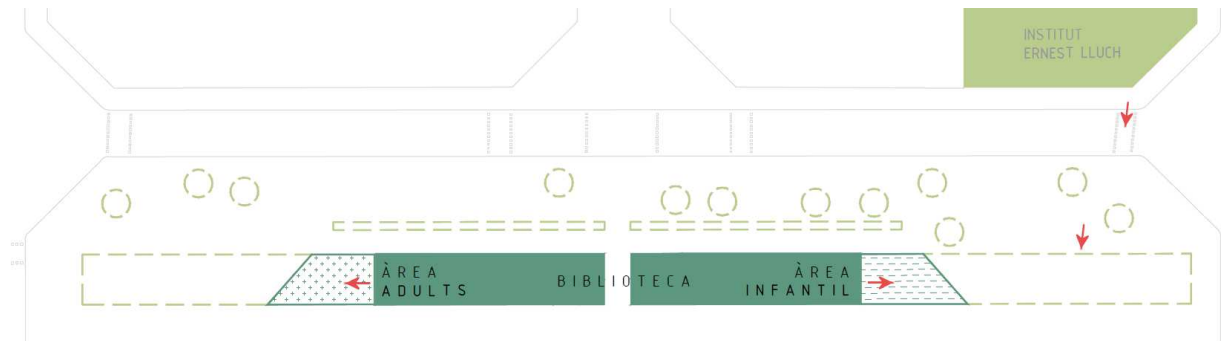 INSTITUT
ERNEST LLUCH
ÀREA
ADULTS
BIBLIOTECA
ÀREA
INFANTIL